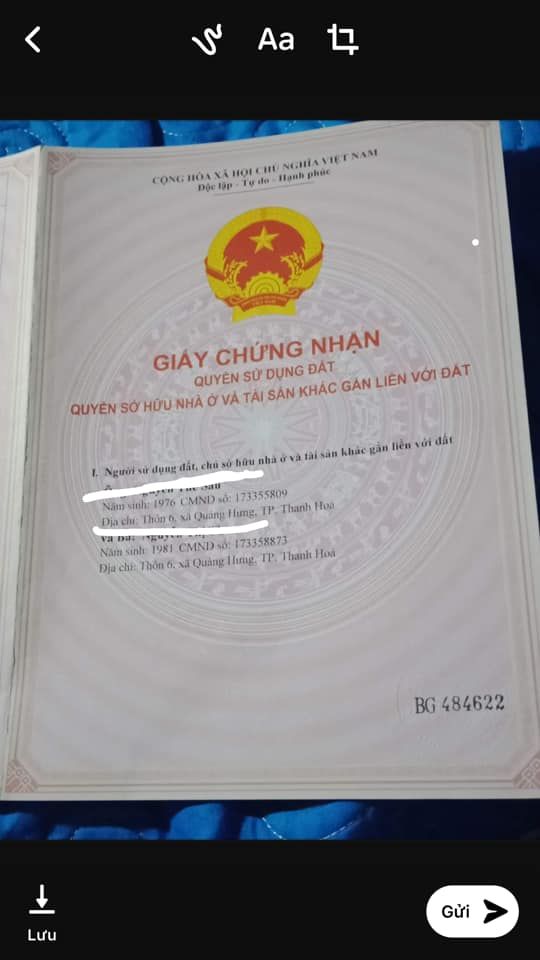 Aa
CỘNG HÒA XÃ HỘI CHỦ NGHĨA VIỆT NAM
Độc lập - Tự do - Hạnh phúc
GIẤY CHỨNG NHẬN
QUYỀN SỬ DỤNG ĐẤT
QUYỀN SỞ HỮU NHÀ Ở VÀ TÀI SẢN KHÁC GẮN LIỀN VỚI ĐẤT
I. Người sử dụng đất, chủ sở hữu nhà ở và tài sản khác gắn liền với đất
Năm sinh: 1976 CMND số: 173355809
Địa chỉ: Thôn 6, xã Quảng Hưng, TP. Thanh Hoá
Và Bà:
Năm sinh: 1981 CMND số: 173358873
Địa chỉ: Thôn 6, xã Quảng Hưng, TP. Thanh Hoá
BG 484622
Lưu
Gửi